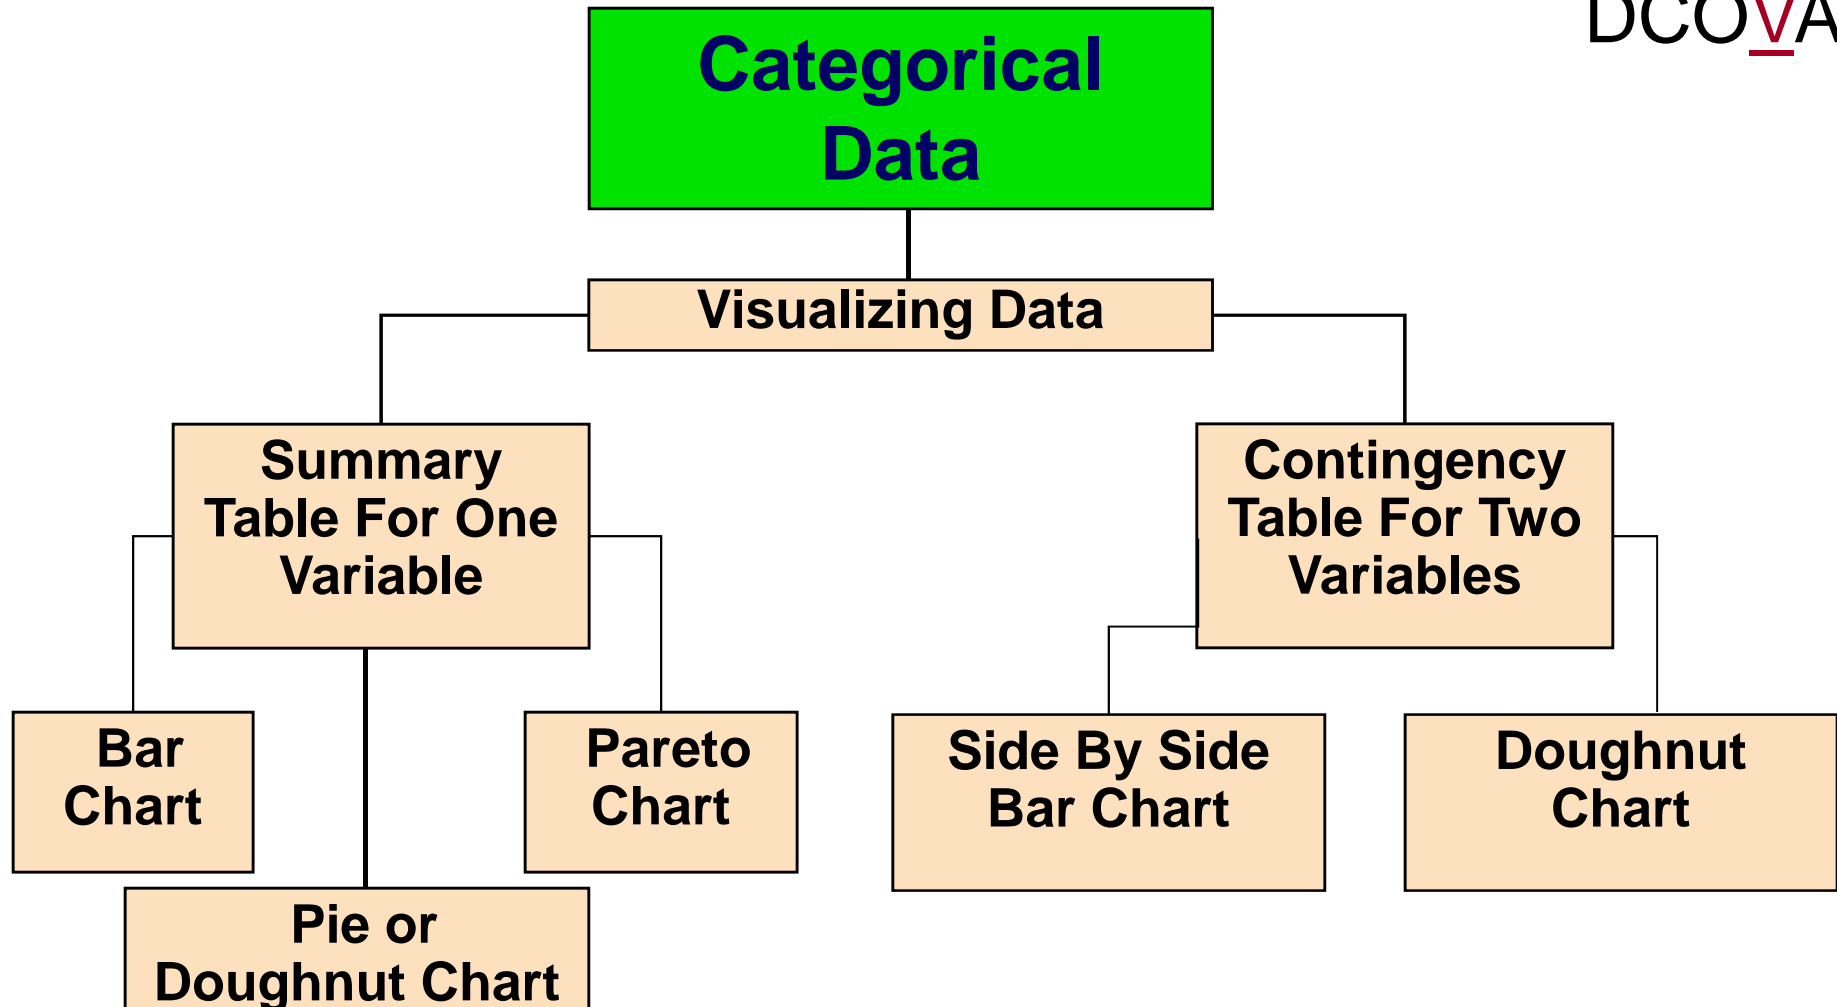 DCOVA
Categorical
Data
Visualizing Data
Summary
Table For One
Variable
Contingency
Table For Two
Variables
Bar
Chart
Pareto
Chart
Side By Side
Bar Chart
Doughnut
Chart
Pie or
Doughnut Chart